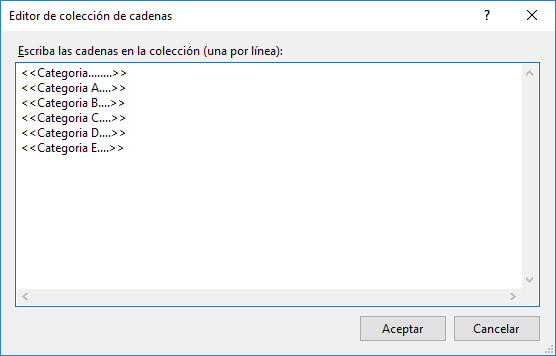 Editor de colección de cadenas
?
Escriba las cadenas en la colección (una por línea):
<<Categoria........>>
<<Categoria A....>>
<<Categoria B....>>
<<Categoria C....>>
<<Categoria D....>>
<<Categoria E....>>
Aceptar
Cancelar